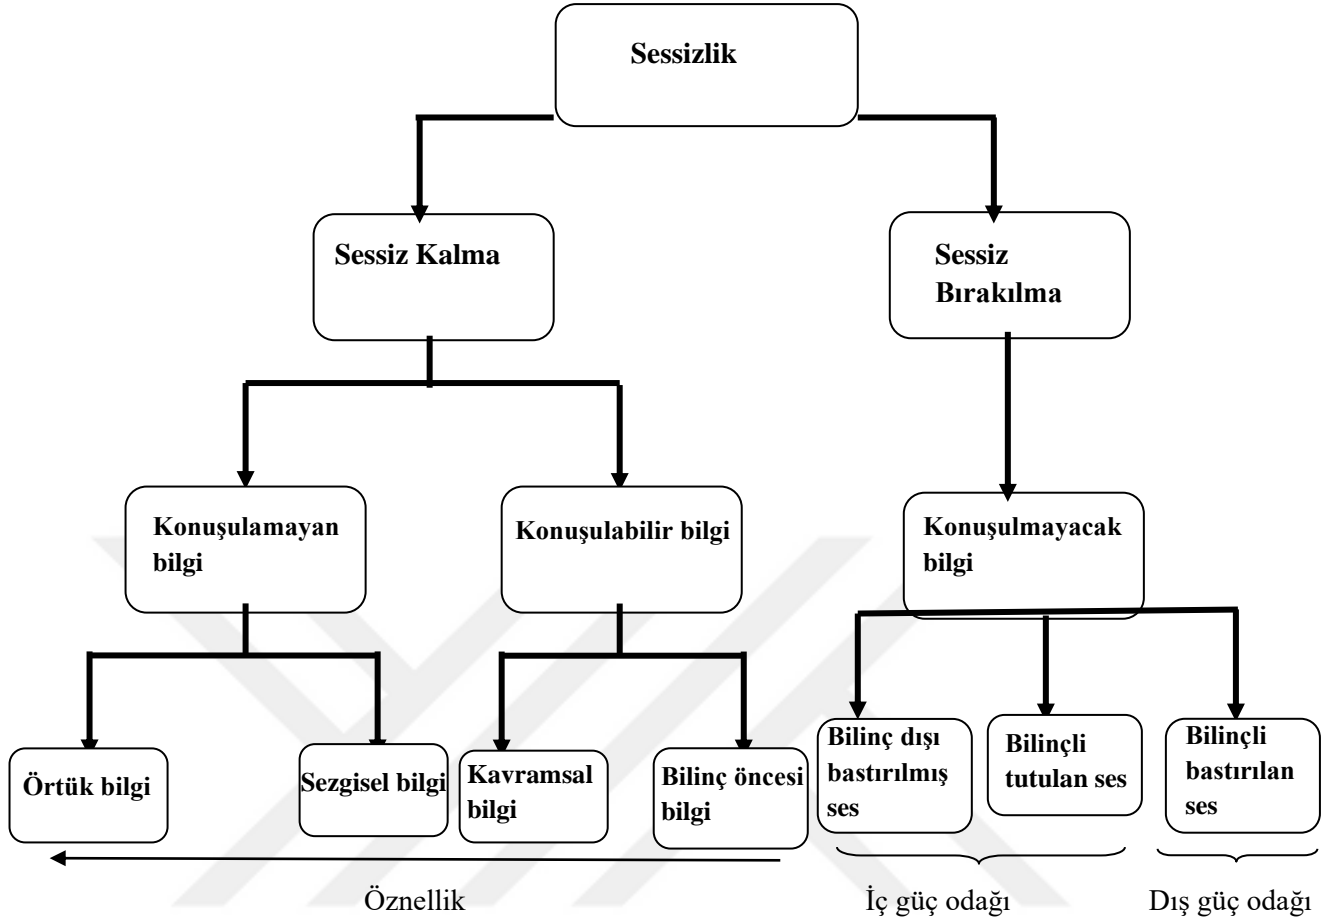 Sessizlik
Sessiz Kalma
Sessiz
Bırakılma
Konuşulamayan
bilgi
Konuşulabilir bilgi
Konuşulmayacak
bilgi
Örtük bilgi
Sezgisel bilgi
Kavramsal
bilgi
Bilinç öncesi
bilgi
Bilinç dışı
bastırılmış
ses
Bilinçli
tutulan ses
Bilinçli
bastırılan
ses
Öznellik
İç güç odağı
Dış güç odağı